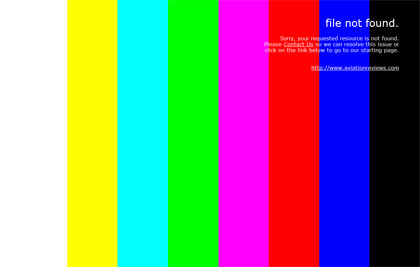 file not found.
Sorry, your requested resource is not found.
Please Contact Us so we can resolve this issue or
click on the link below to go to our starting page.
http://www.aviationreviews.com